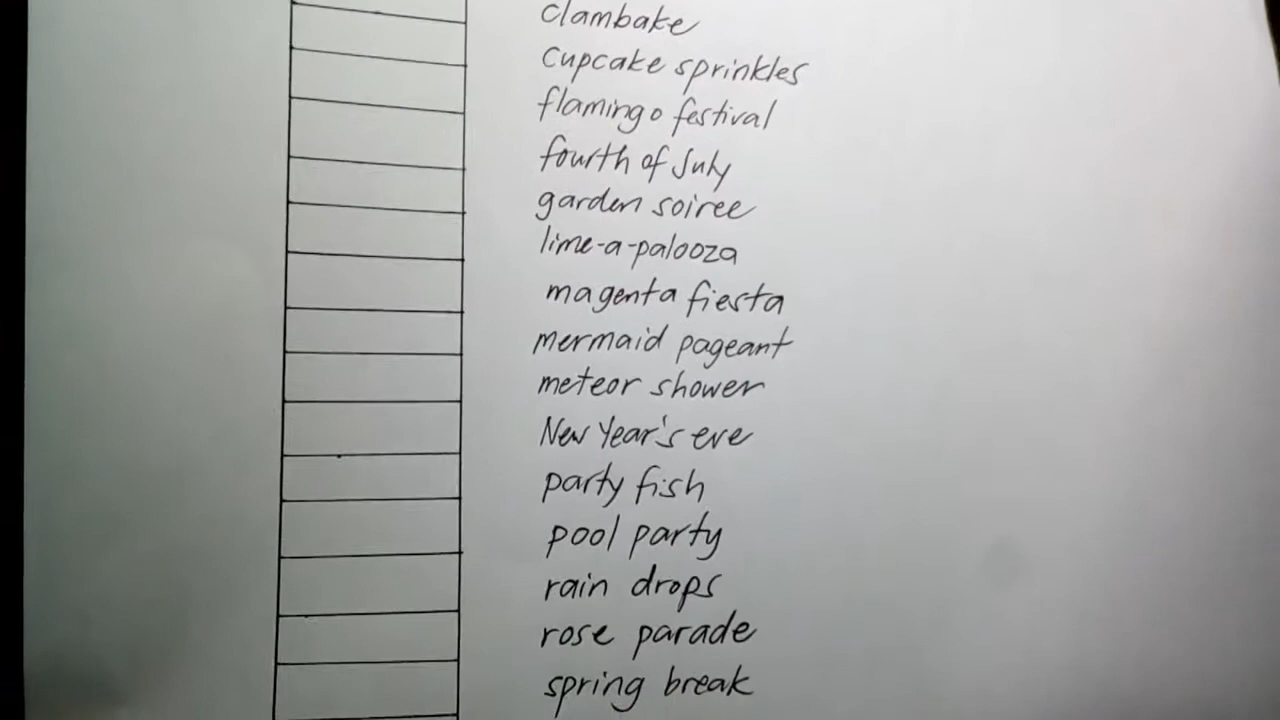 clambake
cupcake sprinkles
flamingo festival
fourth of July
garden soiree
lime-a-palooza
magenta fiesta
mermaid pageant
meteor shower
New Year's eve
party fish
pool party
rain drops
rose parade
spring break